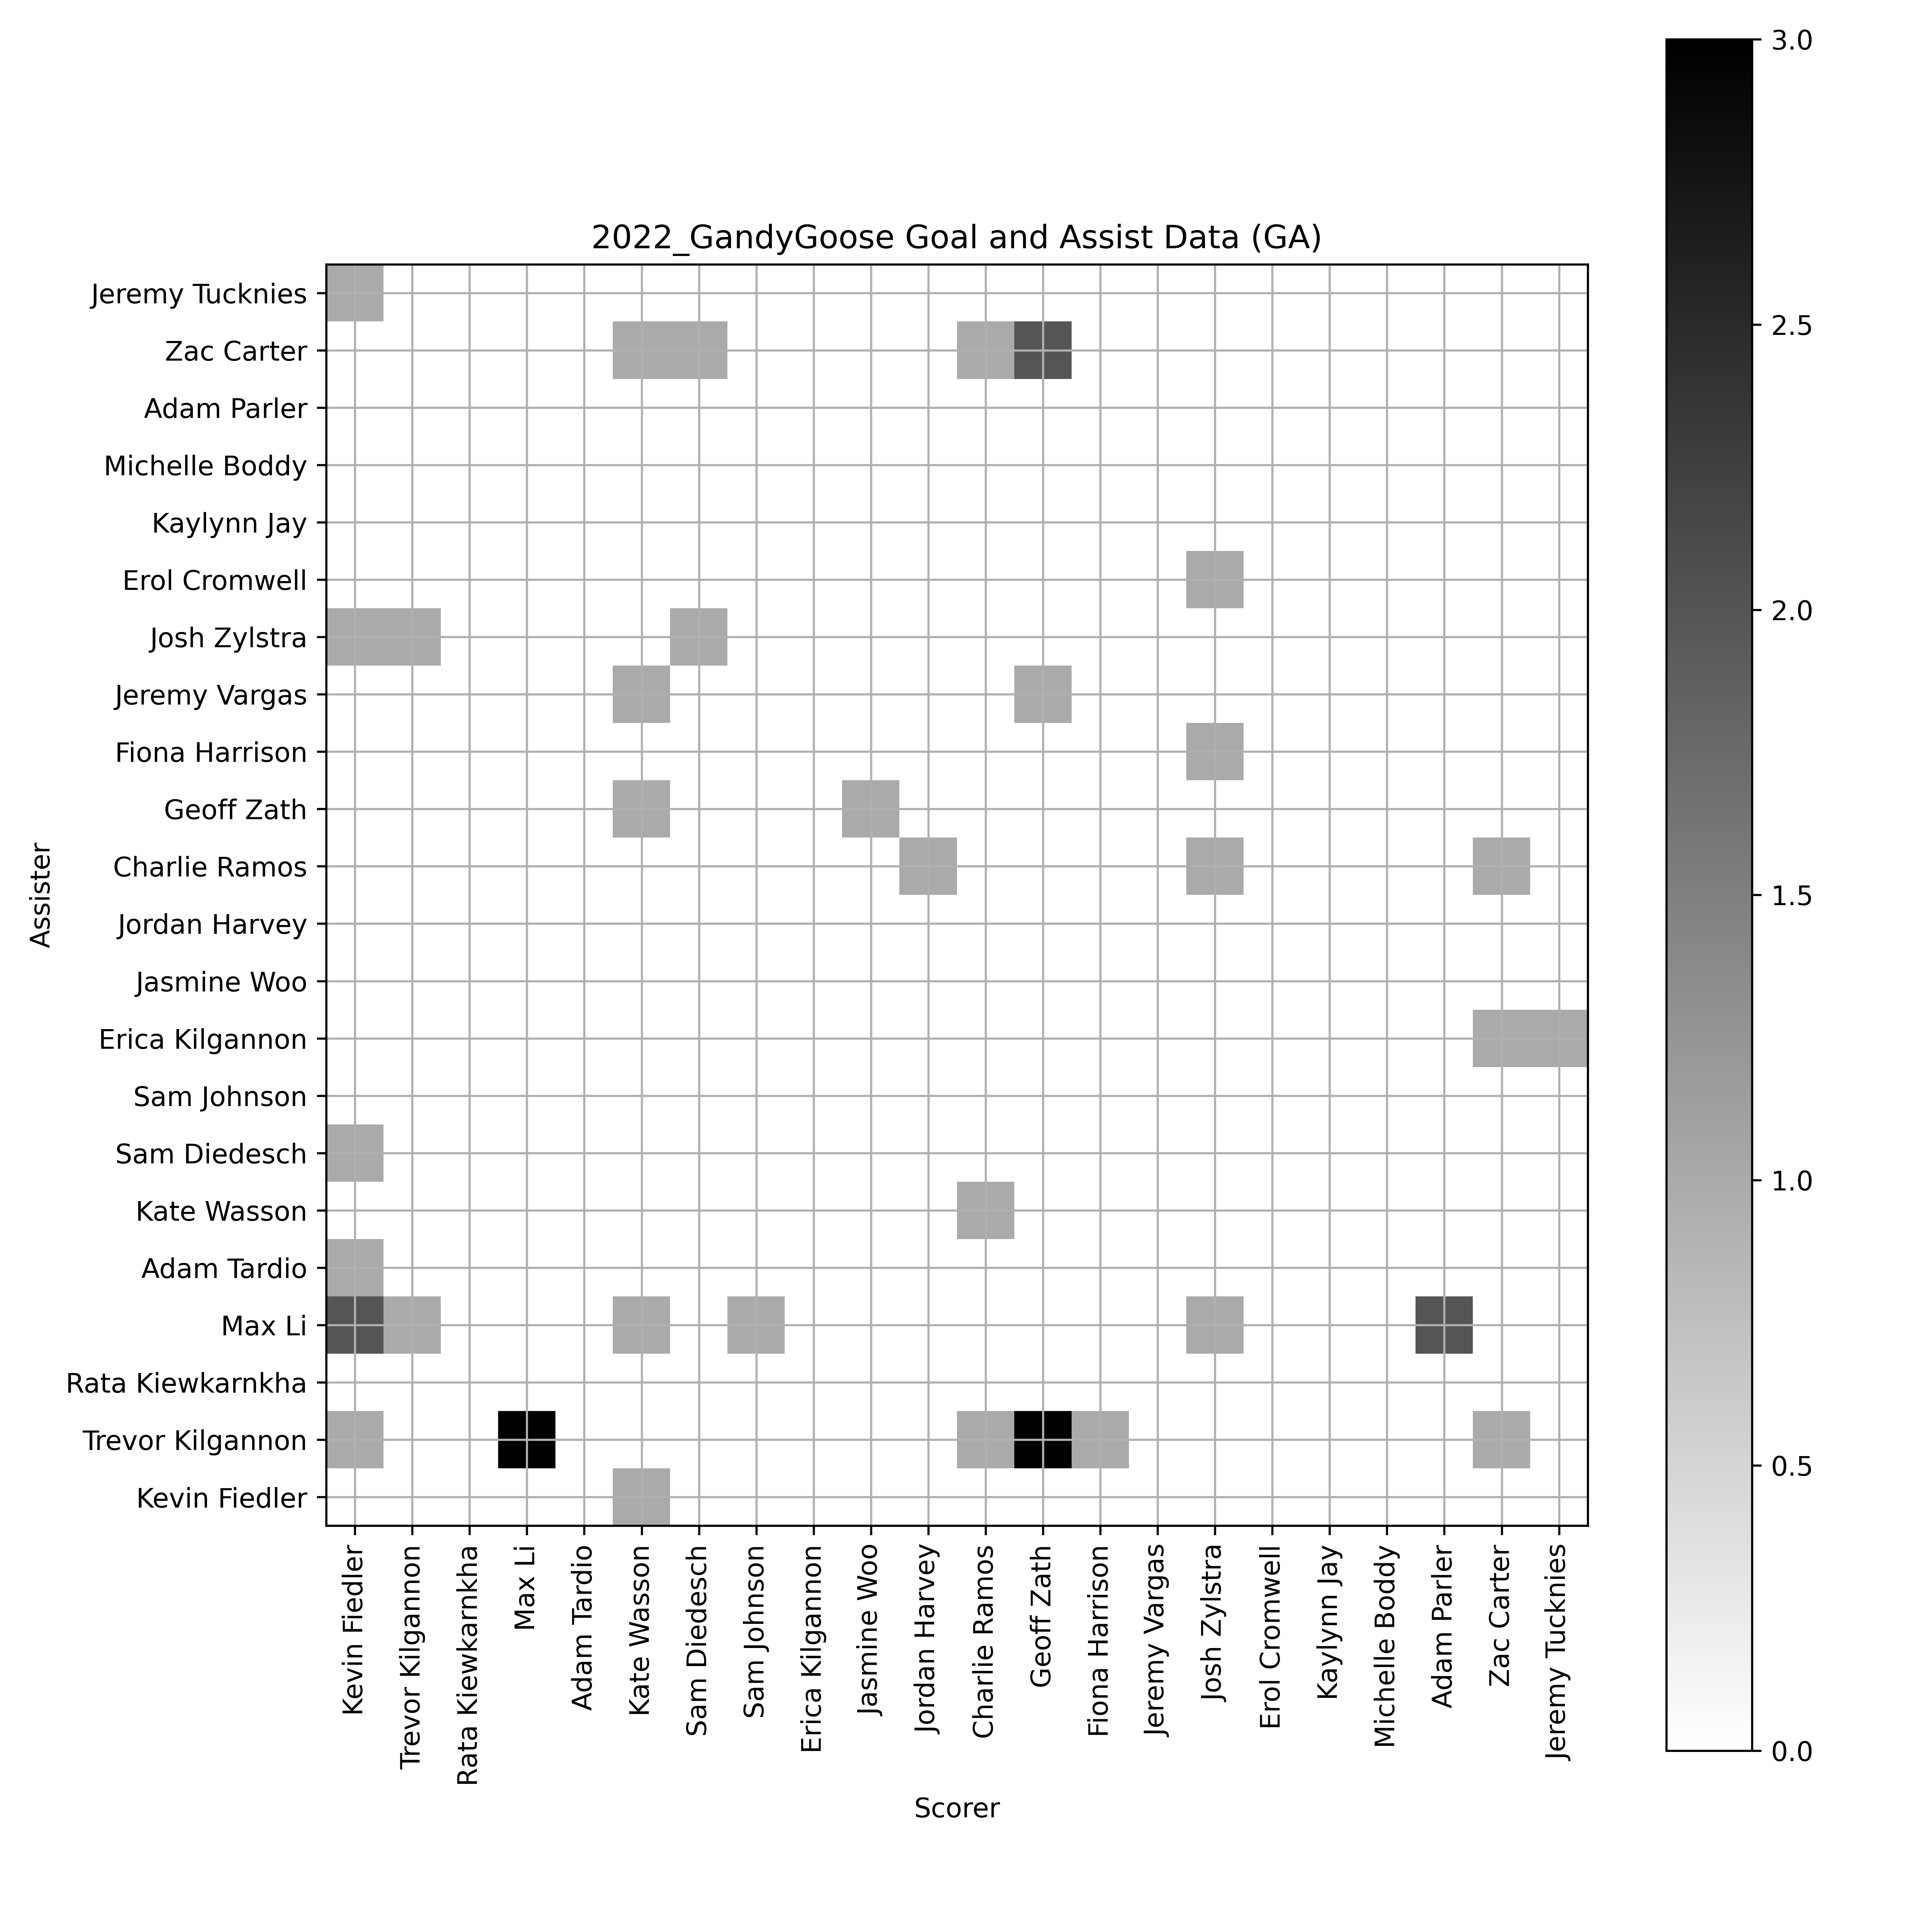 2022_GandyGoose Goal and Assist Data (GA)
Assister
Jeremy Tucknies
Zac Carter
Adam Parler
Michelle Boddy
Kaylynn Jay
Erol Cromwell
Josh Zylstra
Jeremy Vargas
Fiona Harrison
Geoff Zath
Charlie Ramos
Jordan Harvey
Jasmine Woo
Erica Kilgannon
Sam Johnson
Sam Diedesch
Kate Wasson
Adam Tardio
Max Li
Rata Kiewkarnkha
Trevor Kilgannon
Kevin Fiedler
Kevin Fiedler
Trevor Kilgannon
Rata Kiewkarnkha
Max Li
Adam Tardio
Kate Wasson
Sam Diedesch
Sam Johnson
Erica Kilgannon
Jasmine Woo
Jordan Harvey
Charlie Ramos
Geoff Zath
Fiona Harrison
Jeremy Vargas
Josh Zylstra
Erol Cromwell
Kaylynn Jay
Michelle Boddy
Adam Parler
Zac Carter
Jeremy Tucknies
Scorer
3.0
2.5
2.0
1.5
1.0
0.5
0.0